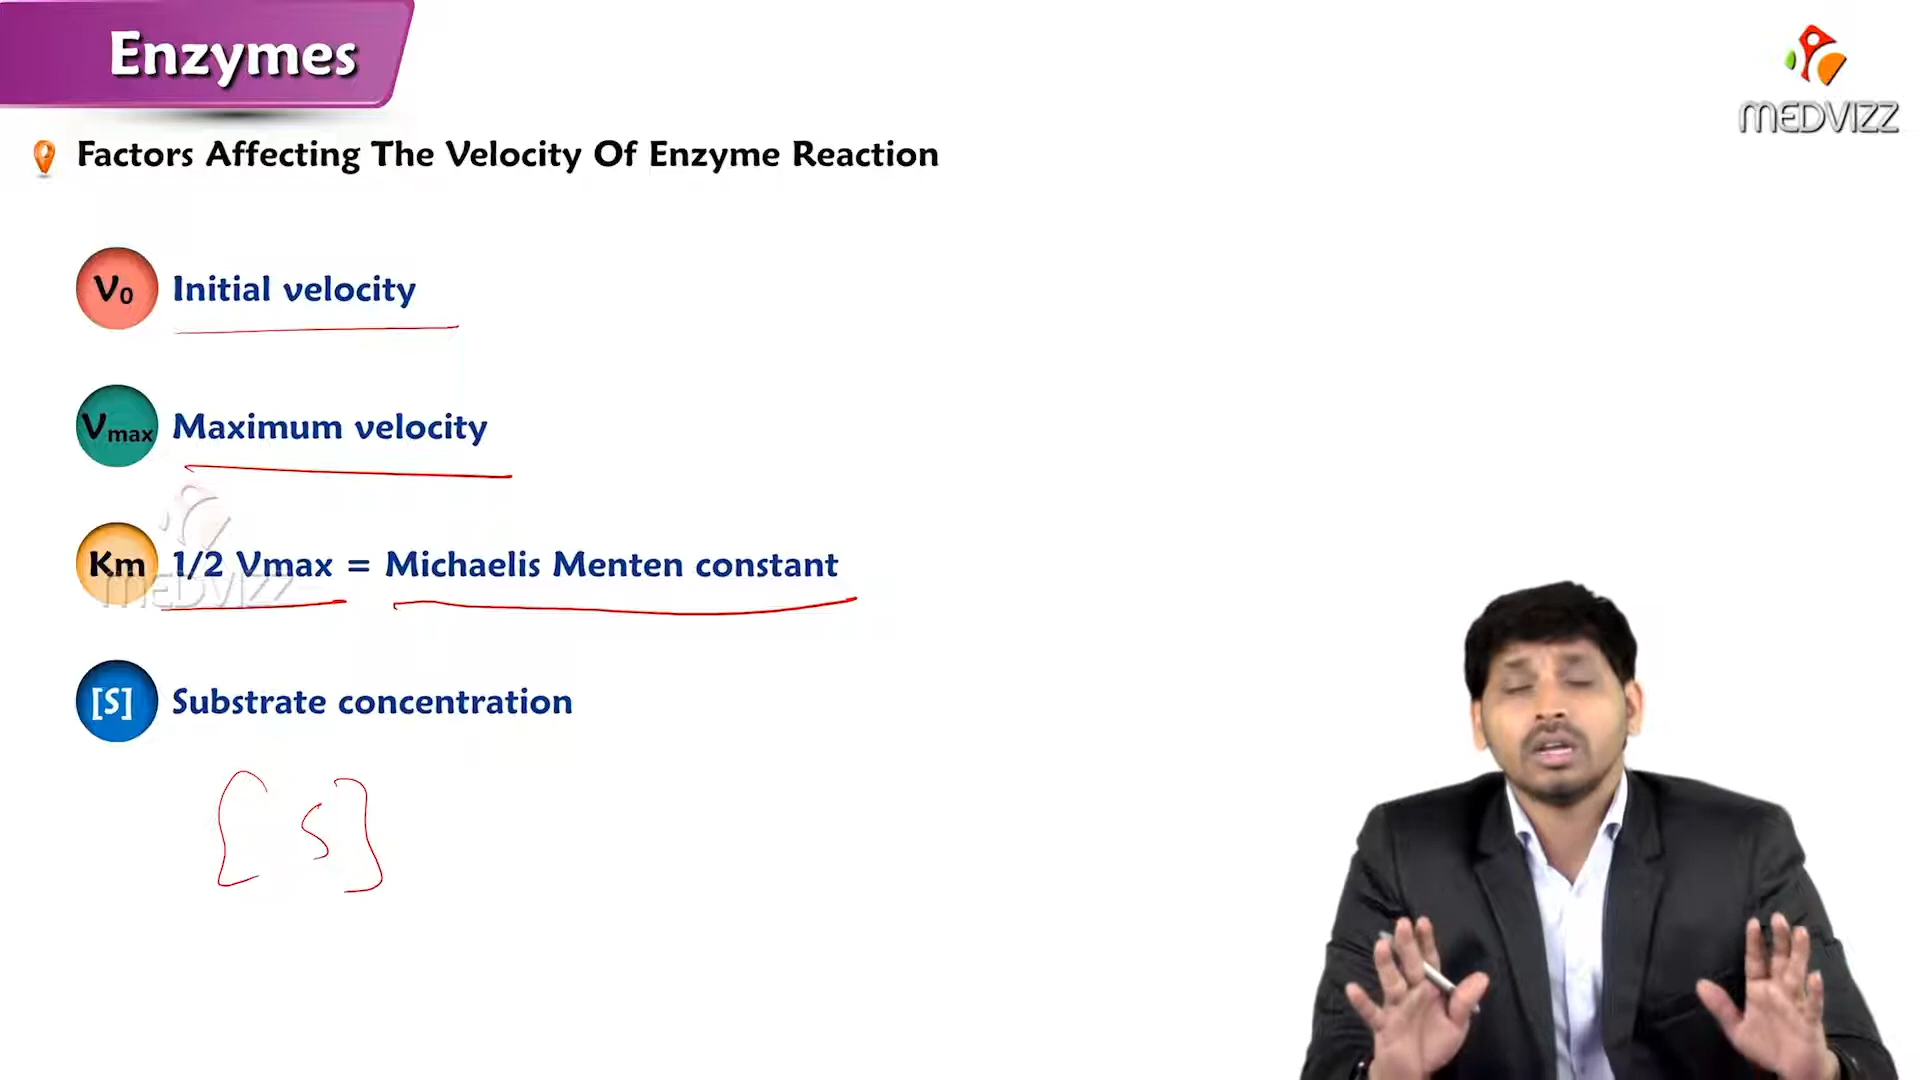 Enzymes
MEDVIZZ
Factors Affecting The Velocity Of Enzyme Reaction
V₀ Initial velocity
Vmax Maximum velocity
Km 1/2 Vmax = Michaelis Menten constant
MEDVIZZ
[S] Substrate concentration
[ S ]